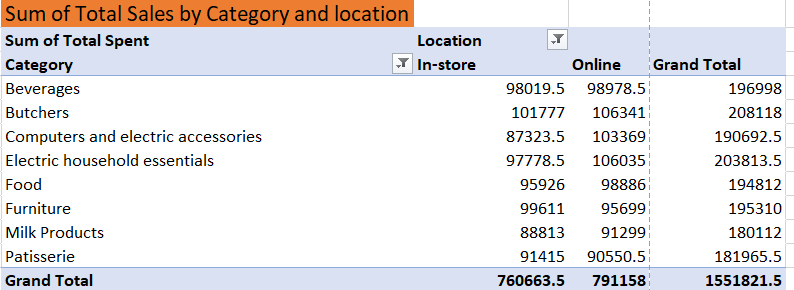 Sum of Total Sales by Category and location
Sum of Total Spent Location
Category In-store Online Grand Total
Beverages 98019.5 98978.5 196998
Butchers 101777 106341 208118
Computers and electric accessories 87323.5 103369 190692.5
Electric household essentials 97778.5 106035 203813.5
Food 95926 98886 194812
Furniture 99611 95699 195310
Milk Products 88813 91299 180112
Patisserie 91415 90550.5 181965.5
Grand Total 760663.5 791158 1551821.5